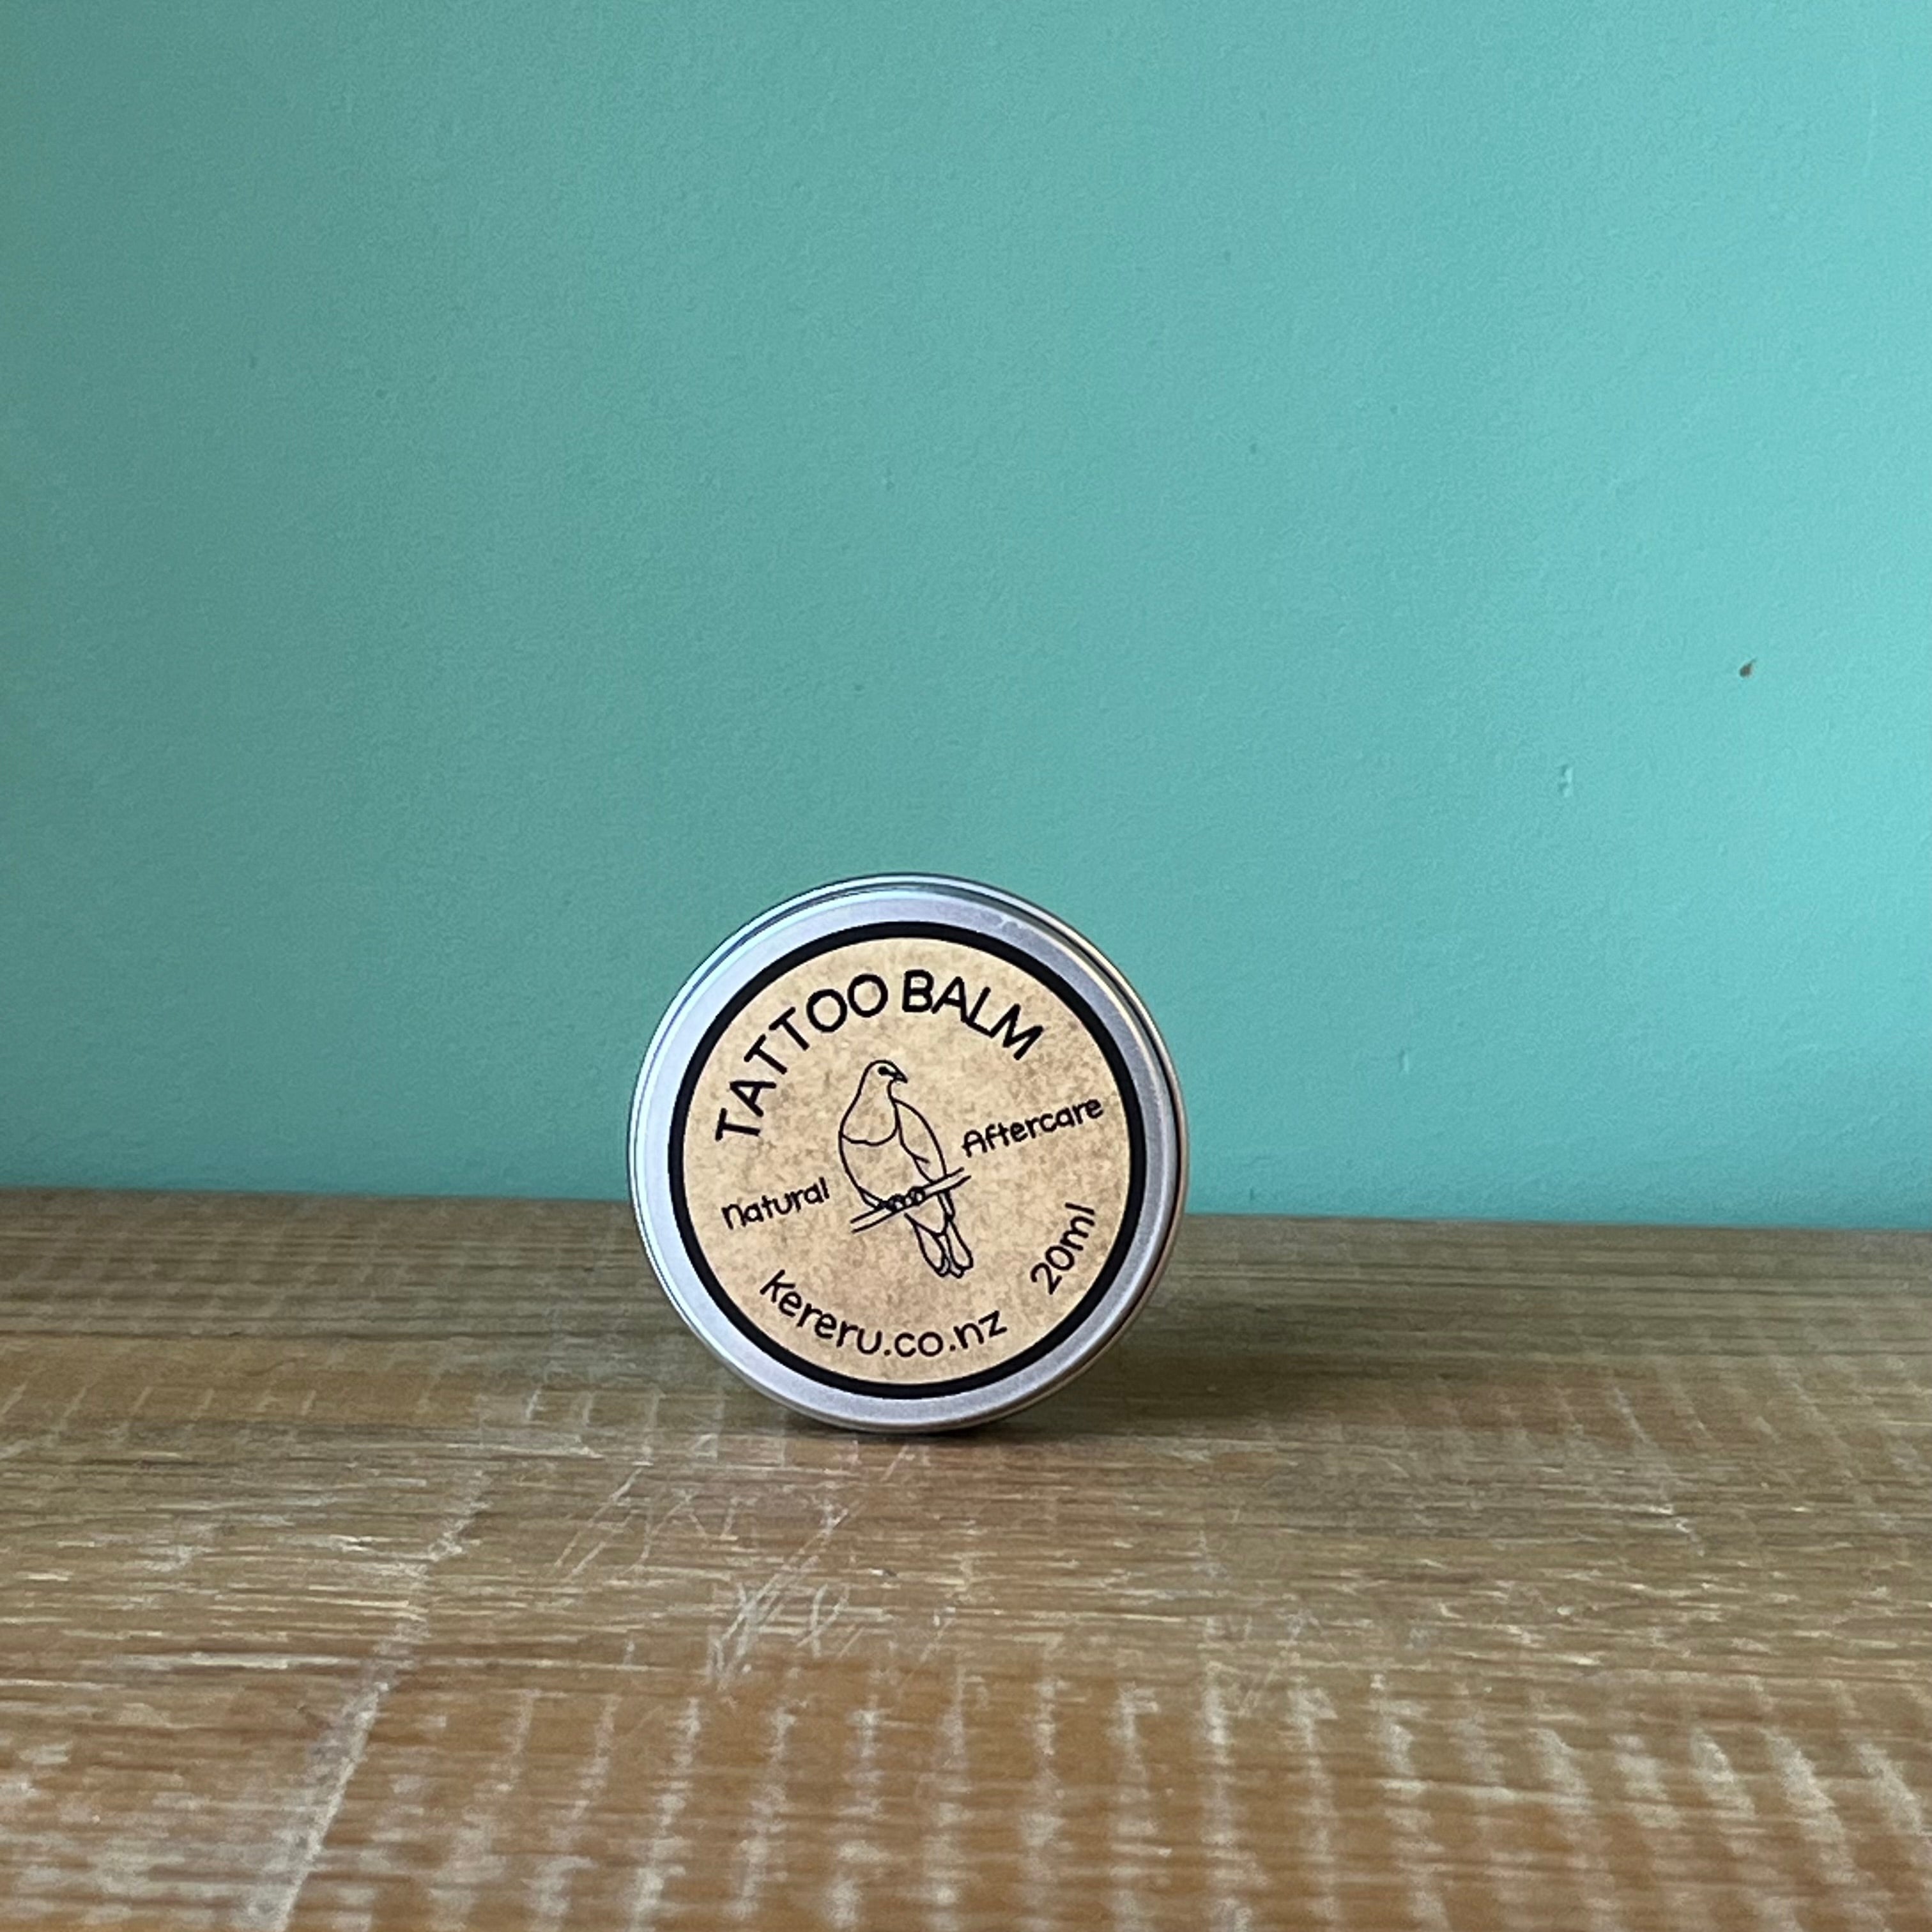 TATTOO BALM
Natural Aftercare
Kereru.co.nz 20ml